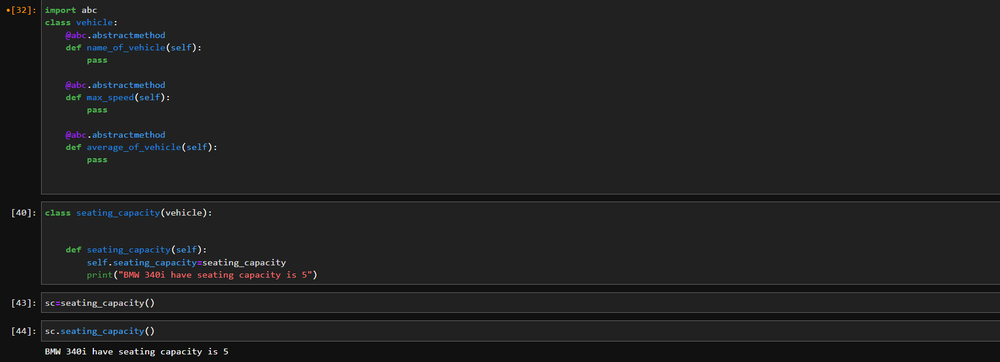 •[32]: import abc
class vehicle:
    @abc.abstractmethod
    def name_of_vehicle(self):
        pass
    @abc.abstractmethod
    def max_speed(self):
        pass
    @abc.abstractmethod
    def average_of_vehicle(self):
        pass
[40]: class seating_capacity(vehicle):
    def seating_capacity(self):
        self.seating_capacity=seating_capacity
        print("BMW 340i have seating capacity is 5")
[43]: sc=seating_capacity()
[44]: sc.seating_capacity()
BMW 340i have seating capacity is 5